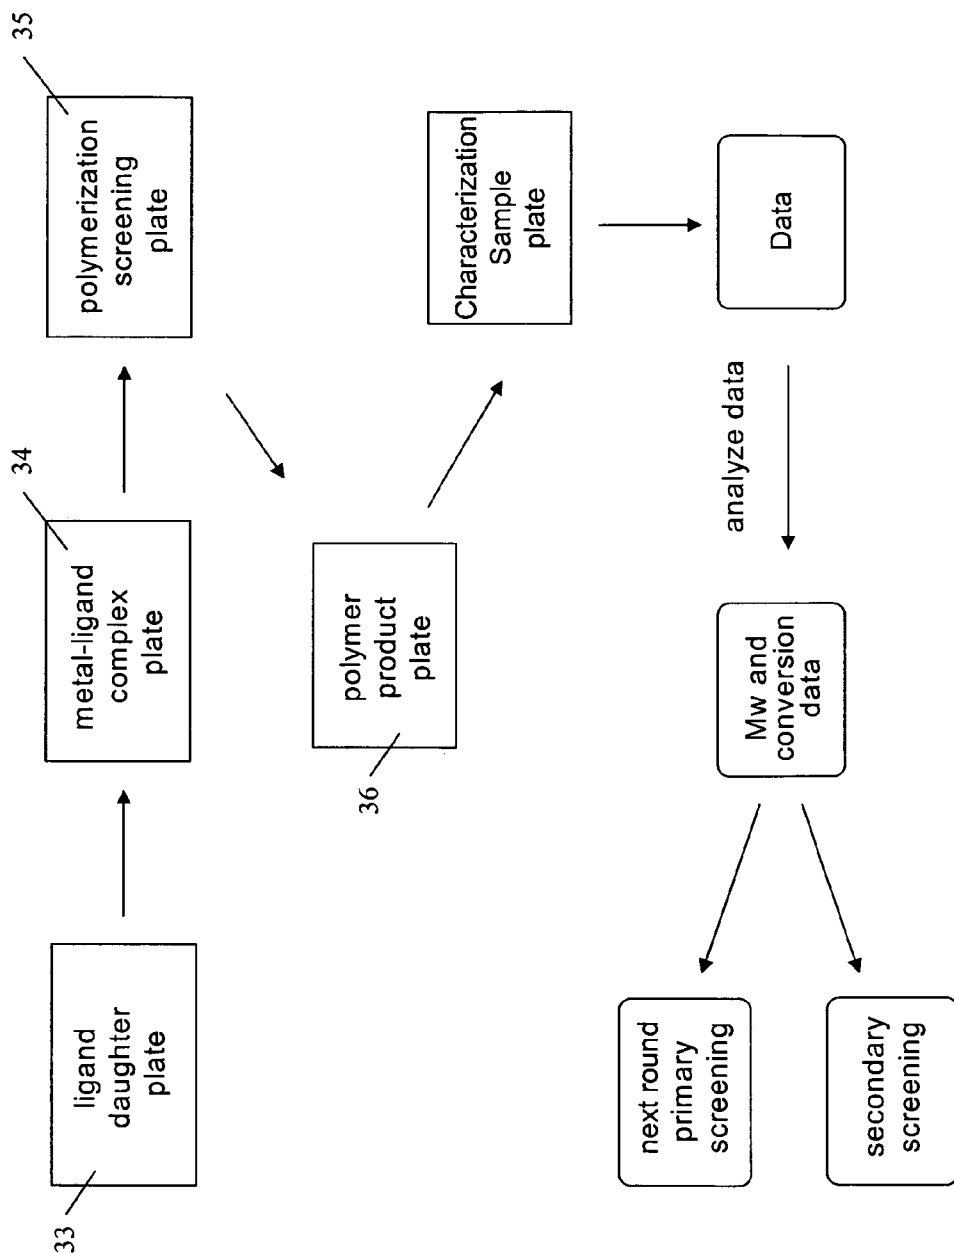 33
ligand
daughter
plate
34
metal-ligand
complex
plate
35
polymerization
screening
plate
36
polymer
product
plate
Characterization
Sample
plate
Data
analyze data
Mw and
conversion
data
next round
primary
screening
secondary
screening